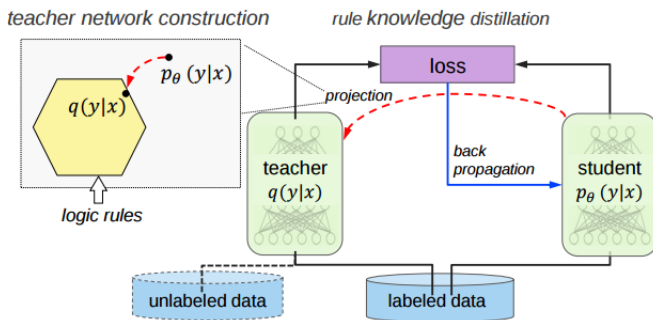 teacher network construction
rule knowledge distillation
loss
p_θ (y|x)
projection
q(y|x)
teacher
q(y|x)
back
propagation
student
p_θ (y|x)
logic rules
unlabeled data
labeled data